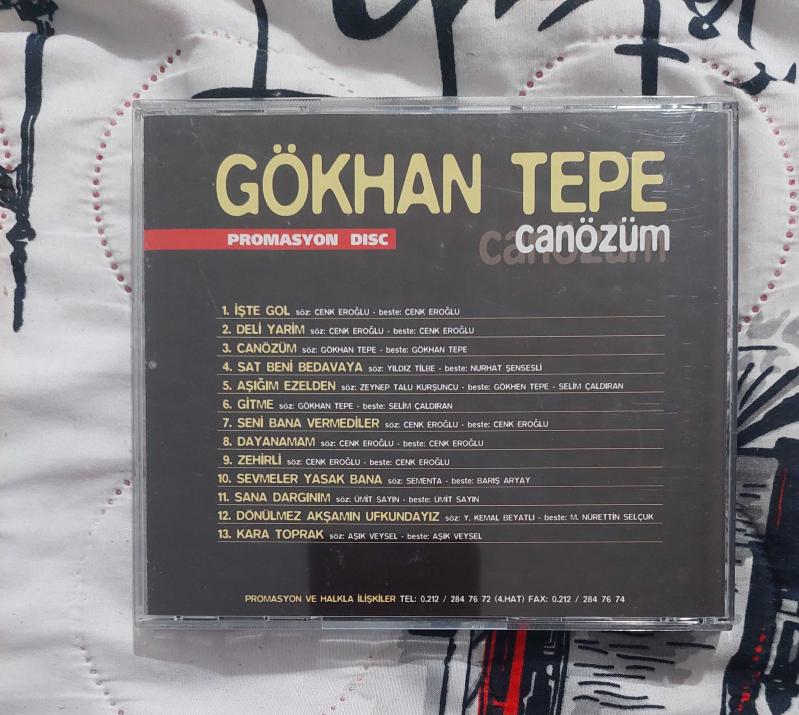 GÖKHAN TEPE
PROMASYON DISC
canözüm
1. İŞTE GOL söz: CENK EROĞLU - beste: CENK EROĞLU
2. DELİ YARİM söz: CENK EROĞLU - beste: CENK EROĞLU
3. CANÖZÜM söz: GÖKHAN TEPE - beste: GÖKHAN TEPE
4. SAT BENİ BEDAVAYA söz: YILDIZ TİLBE - beste: NURHAT ŞENSESLİ
5. AŞIĞIM EZELDEN söz: ZEYNEP TALU KURŞUNCU - beste: GÖKHEN TEPE - SELİM ÇALDIRAN
6. GİTME söz: GÖKHAN TEPE - beste: SELİM ÇALDIRAN
7. SENİ BANA VERMEDİLER söz: CENK EROĞLU - beste: CENK EROĞLU
8. DAYANAMAM söz: CENK EROĞLU - beste: CENK EROĞLU
9. ZEHİRLİ söz: CENK EROĞLU - beste: CENK EROĞLU
10. SEVMELER YASAK BANA söz: SEMENTA - beste: BARIŞ ARYAY
11. SANA DARGINIM söz: ÜMİT SAYIN - beste: ÜMİT SAYIN
12. DÖNÜLMEZ AKŞAMIN UFKUNDAYIZ söz: Y. KEMAL BEYATLI - beste: M. NÜRETTİN SELÇUK
13. KARA TOPRAK söz: AŞIK VEYSEL - beste: AŞIK VEYSEL
PROMASYON VE HALKLA İLİŞKİLER TEL: 0.212 / 284 76 72 (4.HAT) FAX: 0.212 / 284 76 74